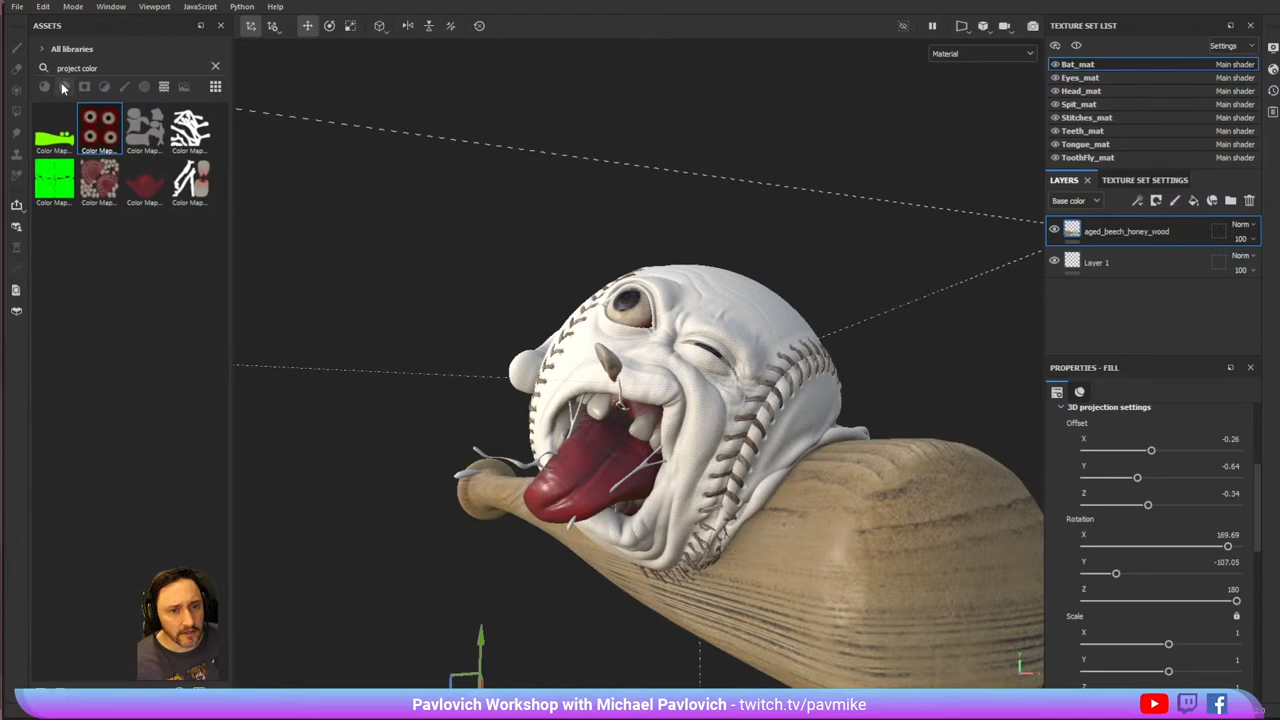 File Edit Mode Window Viewport JavaScript Python Help
ASSETS
All libraries
project color
Color Map... Color Map... Color Map... Color Map...
Color Map... Color Map... Color Map... Color Map...
Material
TEXTURE SET LIST
Settings
Bat_mat Main shader
Eyes_mat Main shader
Head_mat Main shader
Spit_mat Main shader
Stitches_mat Main shader
Teeth_mat Main shader
Tongue_mat Main shader
ToothFly_mat Main shader
LAYERS TEXTURE SET SETTINGS
Base color
aged_beech_honey_wood Norm
100
Layer 1 Norm
100
PROPERTIES - FILL
3D projection settings
Offset
X -0.26
Y -0.64
Z -0.34
Rotation
X 169.69
Y -107.05
Z 180
Scale
X 1
Y 1
Pavlovich Workshop with Michael Pavlovich - twitch.tv/pavmike